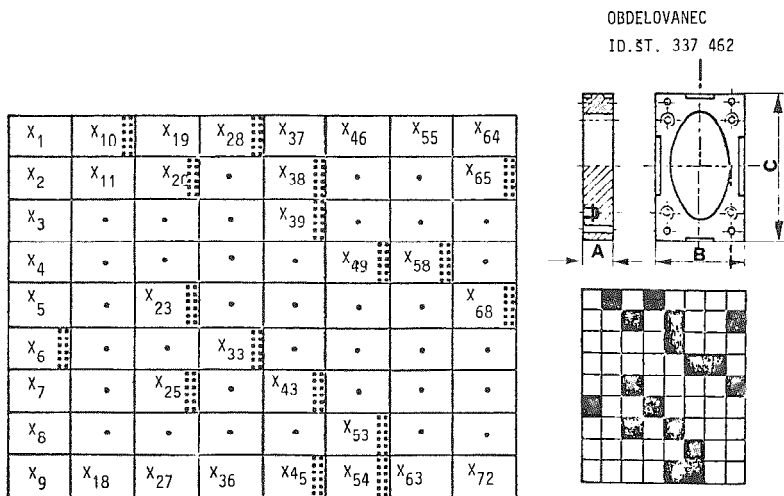 OBDELOVANEC
ID.ŠT. 337 462
X1 X10 X19 X28 X37 X46 X55 X64
X2 X11 X20 X38 X65
X3 X39
X4 X49 X58
X5 X23 X68
X6 X33
X7 X25 X43
X8 X53
X9 X18 X27 X36 X45 X54 X63 X72
C
A B